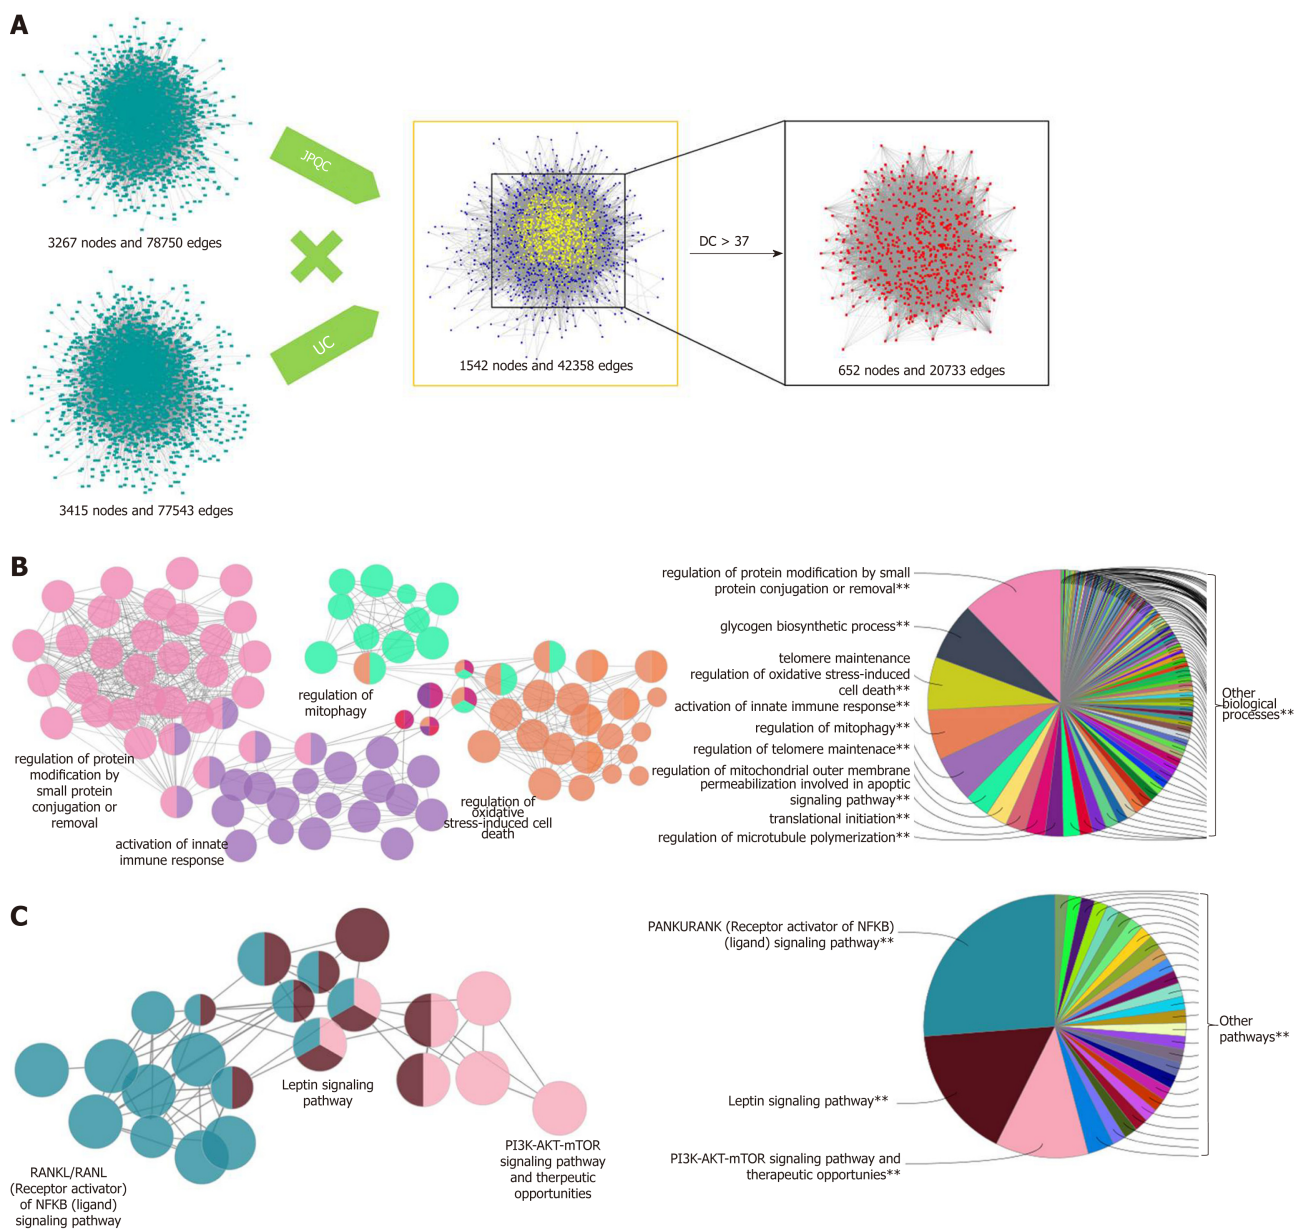 A
JPQC
3267 nodes and 78750 edges
UC
3415 nodes and 77543 edges
1542 nodes and 42358 edges
DC > 37
652 nodes and 20733 edges
B
regulation of protein
modification by
small protein
conjugation or
removal
activation of innate
immune response
regulation of
mitophagy
regulation of
oxidative
stress-induced cell
death
regulation of protein modification by small
protein conjugation or removal**
glycogen biosynthetic process**
telomere maintenance
regulation of oxidative stress-induced
cell death**
activation of innate immune response**
regulation of mitophagy**
regulation of telomere maintenace**
regulation of mitochondrial outer membrane
permeabilization involved in apoptic
signaling pathway**
translational initiation**
regulation of microtubule polymerization**
Other
biological
processes**
C
RANKL/RANL
(Receptor activator)
of NFKB (ligand)
signaling pathway
Leptin signaling
pathway
PI3K-AKT-mTOR
signaling pathway
and therpeutic
opportunities
PANKURANK (Receptor activator of NFKB)
(ligand) signaling pathway**
Leptin signaling pathway**
PI3K-AKT-mTOR signaling pathway and
therapeutic opportunies**
Other
pathways**